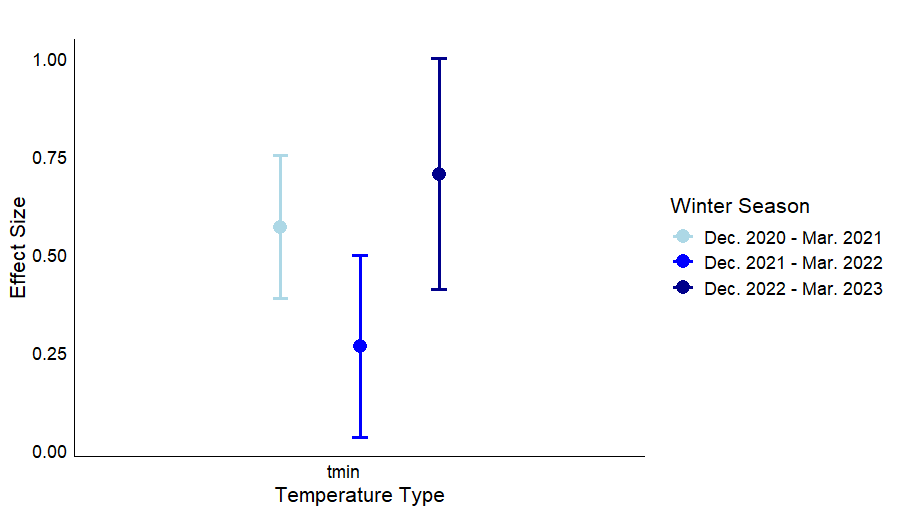 1.00
0.75
0.50
0.25
0.00
Effect Size
tmin
Temperature Type
Winter Season
Dec. 2020 - Mar. 2021
Dec. 2021 - Mar. 2022
Dec. 2022 - Mar. 2023